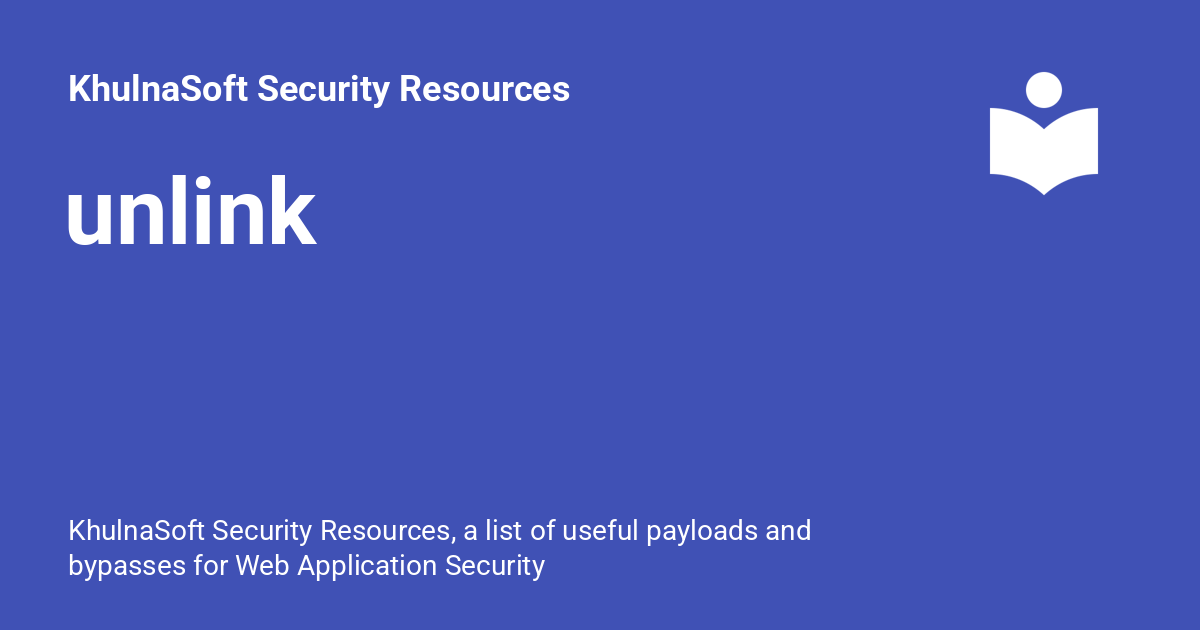 KhulnaSoft Security Resources
unlink
KhulnaSoft Security Resources, a list of useful payloads and
bypasses for Web Application Security